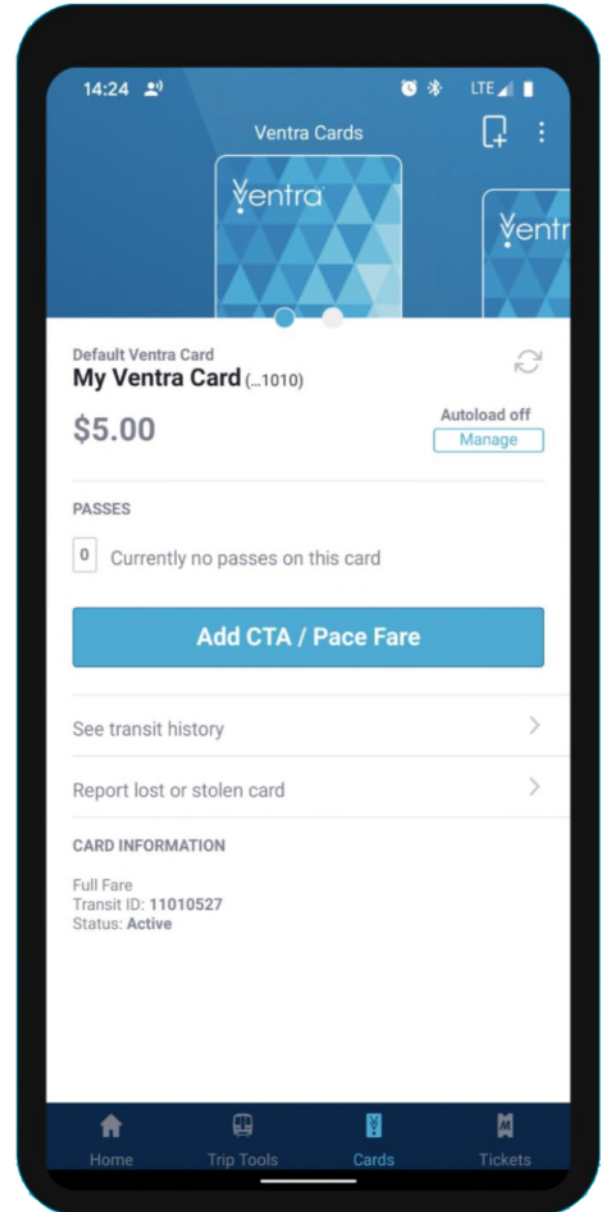 14:24 LTE
Ventra Cards
Ventra
Ventr
Default Ventra Card
My Ventra Card (...1010)
$5.00
Autoload off
Manage
PASSES
0 Currently no passes on this card
Add CTA / Pace Fare
See transit history
Report lost or stolen card
CARD INFORMATION
Full Fare
Transit ID: 11010527
Status: Active
Home Trip Tools Cards Tickets